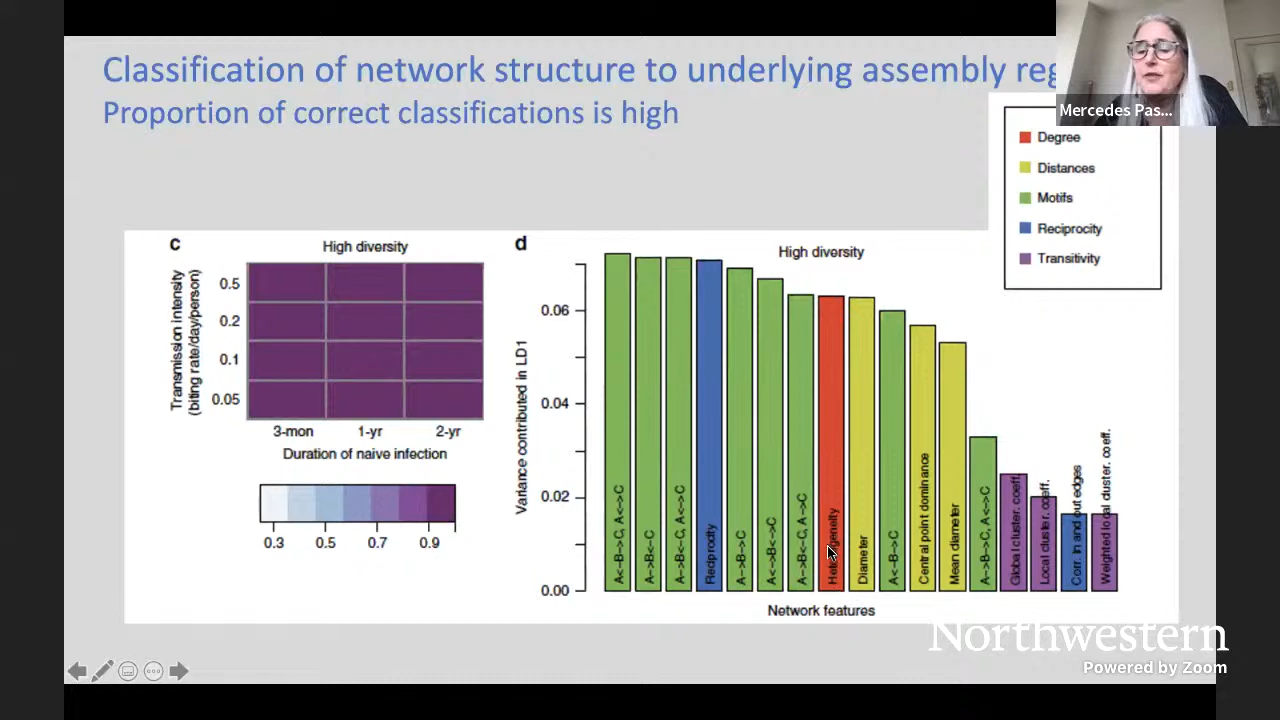 Classification of network structure to underlying assembly reg
Proportion of correct classifications is high
Mercedes Pas...
Degree
Distances
Motifs
Reciprocity
Transitivity
c
High diversity
Transmission intensity
(biting rate/day/person)
0.5
0.2
0.1
0.05
3-mon 1-yr 2-yr
Duration of naive infection
0.3 0.5 0.7 0.9
d
High diversity
Variance contributed in LD1
0.06
0.04
0.02
0.00
A<-B->C, A<->C
A->B<-C
A->B<-C, A<->C
Reciprocity
A->B->C
A<->B<->C
A->B<-C, A->C
Diameter
A<-B->C
Central point dominance
Mean diameter
A->B->C, A<->C
Global cluster. coeff.
Local cluster. coeff.
Corr. in and out edges
Weighted local cluster. coeff.
Network features
Northwestern
Powered by Zoom